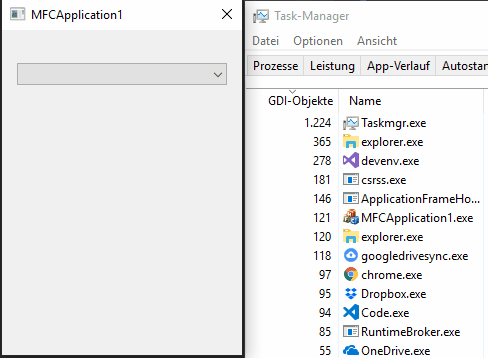 MFCApplication1
Task-Manager
Datei Optionen Ansicht
Prozesse Leistung App-Verlauf Autostar
GDI-Objekte Name
1.224 Taskmgr.exe
365 explorer.exe
278 devenv.exe
181 csrss.exe
146 ApplicationFrameHo...
121 MFCApplication1.exe
120 explorer.exe
118 googledrivesync.exe
97 chrome.exe
95 Dropbox.exe
94 Code.exe
85 RuntimeBroker.exe
55 OneDrive.exe